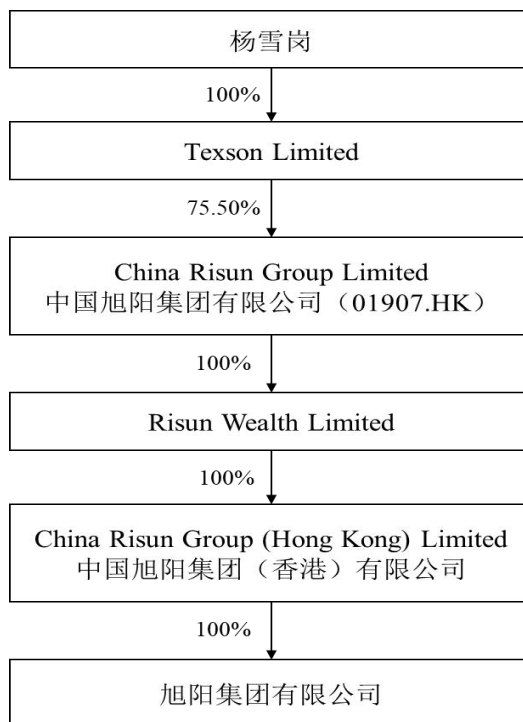 杨雪岗
100%
Texson Limited
75.50%
China Risun Group Limited
中国旭阳集团有限公司（01907.HK）
100%
Risun Wealth Limited
100%
China Risun Group (Hong Kong) Limited
中国旭阳集团（香港）有限公司
100%
旭阳集团有限公司